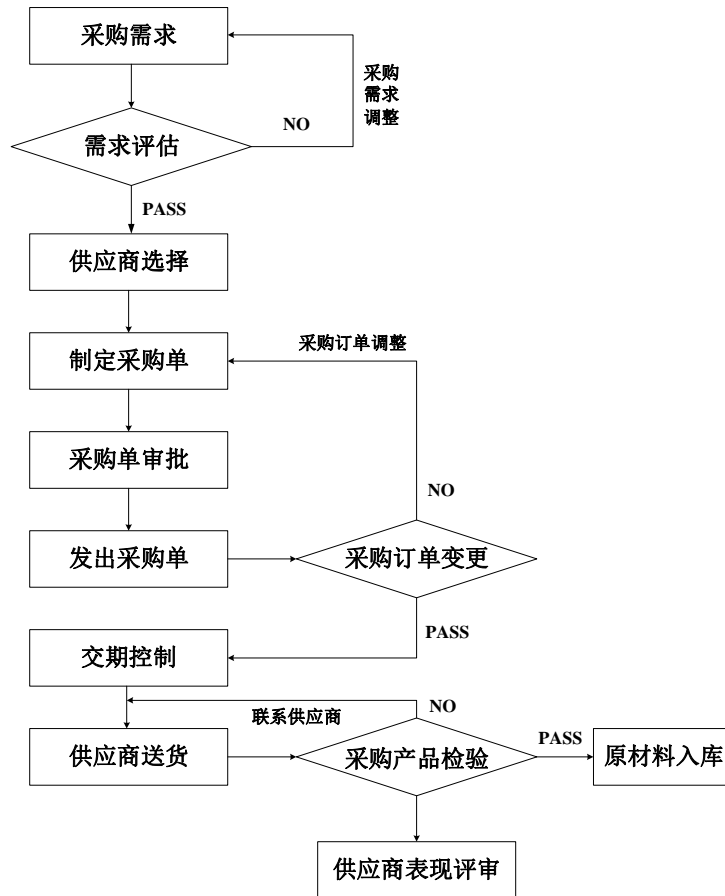 采购需求
采购
需求
调整
需求评估
NO
PASS
供应商选择
制定采购单
采购订单调整
采购单审批
NO
发出采购单
采购订单变更
PASS
交期控制
NO
联系供应商
供应商送货
采购产品检验
PASS
原材料入库
供应商表现评审